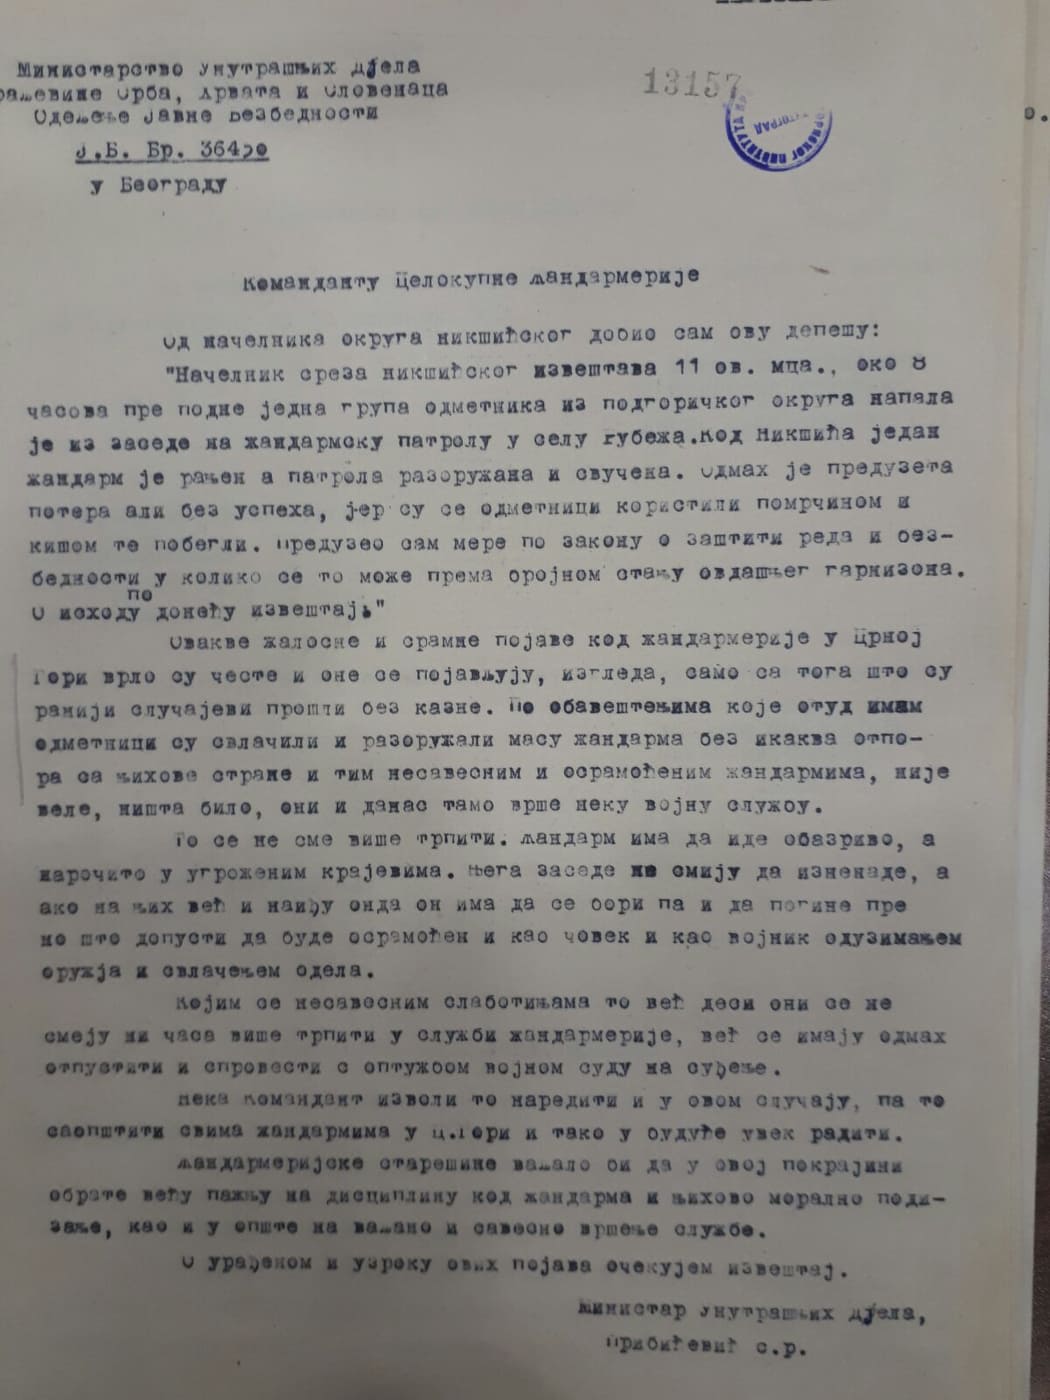 Министарство Унутрашњих Дјела
раљевине Срба, Хрвата и Словенаца
Одељење Јавне Безбедности
Ј.Б. Бр. 36450
у Београду
13157
БЕОГРАД
Команданту Целокупне Жандармерије
Од начелника округа никшићског добио сам ову депешу:
"Начелник среза никшићског извештава 11 ов. мца., око 8
часова пре подне једна група одметника из подгоричког округа напала
је из заседе на жандармску патролу у селу Губежа.Код Никшића један
жандарм је рањен а патрола разоружана и свучена. Одмах је предузета
потера али без успеха, јер су се одметници користили помрчином и
кишом те побегли. Предузео сам мере по закону о заштити реда и без-
бедности у колико се то може према бројном стању овдашњег гарнизона.
по
О исходу донећу извештај."
Овакве жалосне и срамне појаве код жандармерије у Црној
Гори врло су честе и оне се појављују, изгледа, само са тога што су
ранији случајеви прошли без казне. По обавештењима које отуд имам
одметници су свлачили и разоружали масу жандарма без икаква отпо-
ра са њихове стране и тим несавесним и осрамоћеним жандармима, није
веле, ништа било, они и данас тамо врше неку војну службу.
То се не сме више трпити. Жандарм има да иде обазриво, а
нарочито у угроженим крајевима. Њега заседе не смију да изненаде, а
ако на њих већ и наиђу онда он има да се бори па и да погине пре
но што допусти да буде осрамоћен и као човек и као војник одузимањем
оружја и свлачењем одела.
Којим се несавесним слаботињама то већ деси они се не
смеју ни часа више трпити у служби жандармерије, већ се имају одмах
отпустити и спровести с оптужбом војном суду на суђење.
Нека Командант изволи то наредити и у овом случају, па то
саопштити свима жандармима у Ц.Гори и тако у будуће увек радити.
Жандармеријске старешине ваљало би да у овој покрајини
обрате већу пажњу на дисциплину код жандарма и њихово морално поди-
зање, као и у опште на ваљано и савесно вршење службе.
О урађеном и узроку ових појава очекујем извештај.
Министар Унутрашњих Дјела,
Прибићевић с.р.